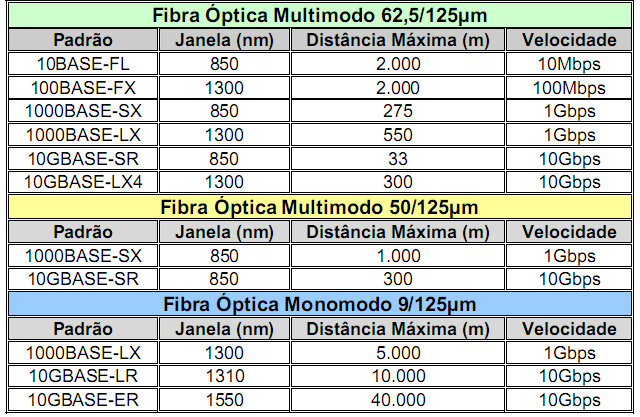 Fibra Óptica Multimodo 62,5/125µm
Padrão Janela (nm) Distância Máxima (m) Velocidade
10BASE-FL 850 2.000 10Mbps
100BASE-FX 1300 2.000 100Mbps
1000BASE-SX 850 275 1Gbps
1000BASE-LX 1300 550 1Gbps
10GBASE-SR 850 33 10Gbps
10GBASE-LX4 1300 300 10Gbps
Fibra Óptica Multimodo 50/125µm
Padrão Janela (nm) Distância Máxima (m) Velocidade
1000BASE-SX 850 1.000 1Gbps
10GBASE-SR 850 300 10Gbps
Fibra Óptica Monomodo 9/125µm
Padrão Janela (nm) Distância Máxima (m) Velocidade
1000BASE-LX 1300 5.000 1Gbps
10GBASE-LR 1310 10.000 10Gbps
10GBASE-ER 1550 40.000 10Gbps